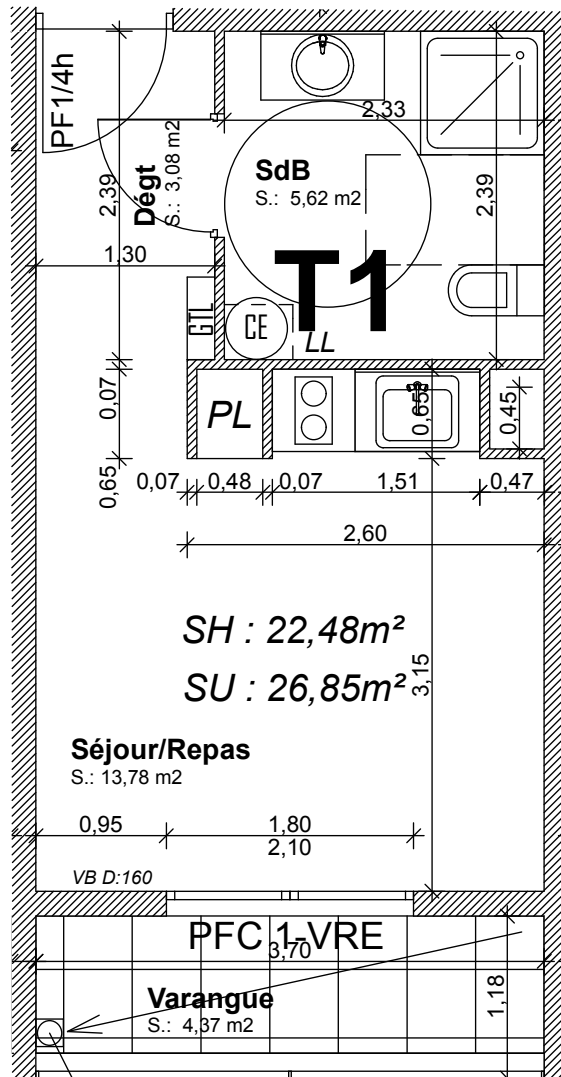 PF1/4h
2,33
Dégt
S.: 3,08 m2
SdB
S.: 5,62 m2
2,39
2,39
1,30
T1
GTL
CE
LL
0,07
PL
0,65
0,45
0,65
0,07
0,48
0,07
1,51
0,47
2,60
SH : 22,48m²
SU : 26,85m²
3,15
Séjour/Repas
S.: 13,78 m2
0,95
1,80
2,10
VB D:160
PFC 1-VRE
3,70
Varangue
S.: 4,37 m2
1,18